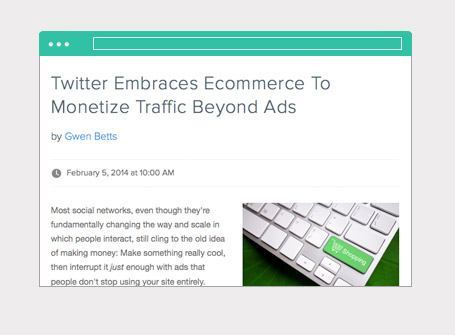 Twitter Embraces Ecommerce To
Monetize Traffic Beyond Ads
by Gwen Betts
February 5, 2014 at 10:00 AM
Most social networks, even though they're
fundamentally changing the way and scale in
which people interact, still cling to the old idea
of making money: Make something really cool,
then interrupt it just enough with ads that
people don't stop using your site entirely.
Shopping